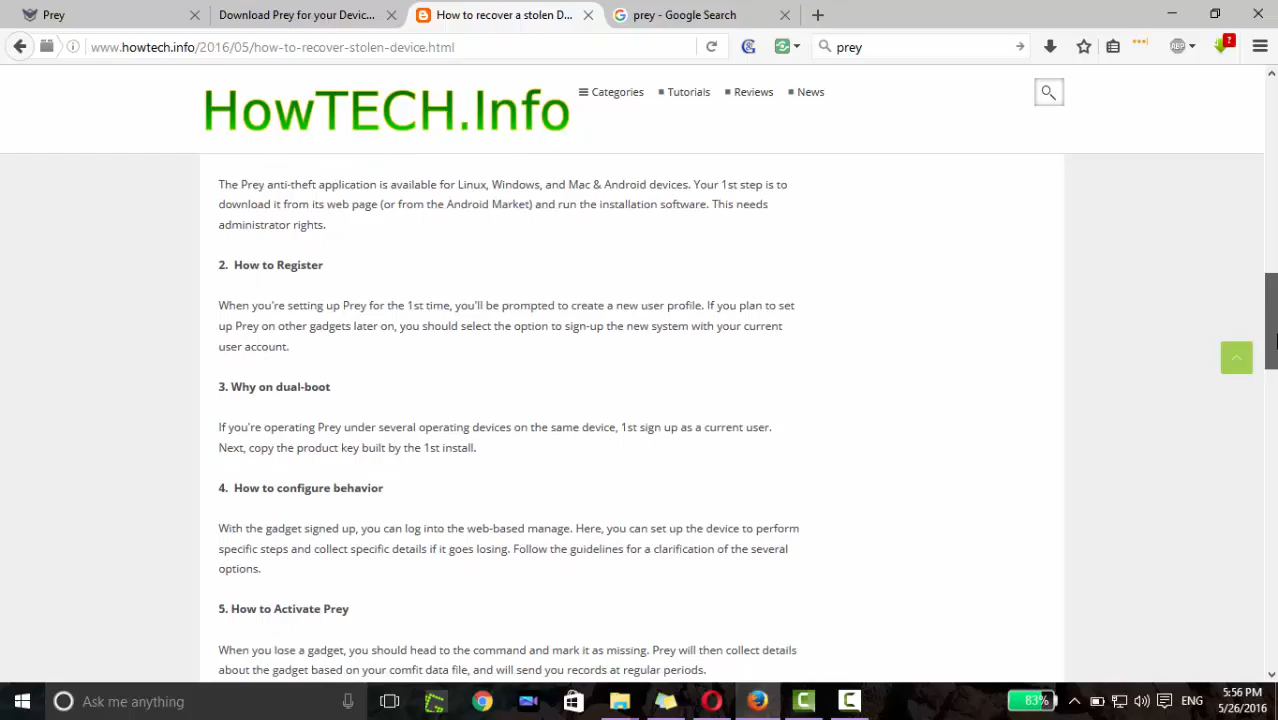 Prey
Download Prey for your Devic...
How to recover a stolen D...
prey - Google Search
www.howtech.info/2016/05/how-to-recover-stolen-device.html
prey
ABP
?
HowTECH.Info
Categories
Tutorials
Reviews
News
The Prey anti-theft application is available for Linux, Windows, and Mac & Android devices. Your 1st step is to
download it from its web page (or from the Android Market) and run the installation software. This needs
administrator rights.
2. How to Register
When you're setting up Prey for the 1st time, you'll be prompted to create a new user profile. If you plan to set
up Prey on other gadgets later on, you should select the option to sign-up the new system with your current
user account.
3. Why on dual-boot
If you're operating Prey under several operating devices on the same device, 1st sign up as a current user.
Next, copy the product key built by the 1st install.
4. How to configure behavior
With the gadget signed up, you can log into the web-based manage. Here, you can set up the device to perform
specific steps and collect specific details if it goes losing. Follow the guidelines for a clarification of the several
options.
5. How to Activate Prey
When you lose a gadget, you should head to the command and mark it as missing. Prey will then collect details
about the gadget based on your comfit data file, and will send you records at regular periods.
Ask me anything
83%
ENG
5:56 PM
5/26/2016